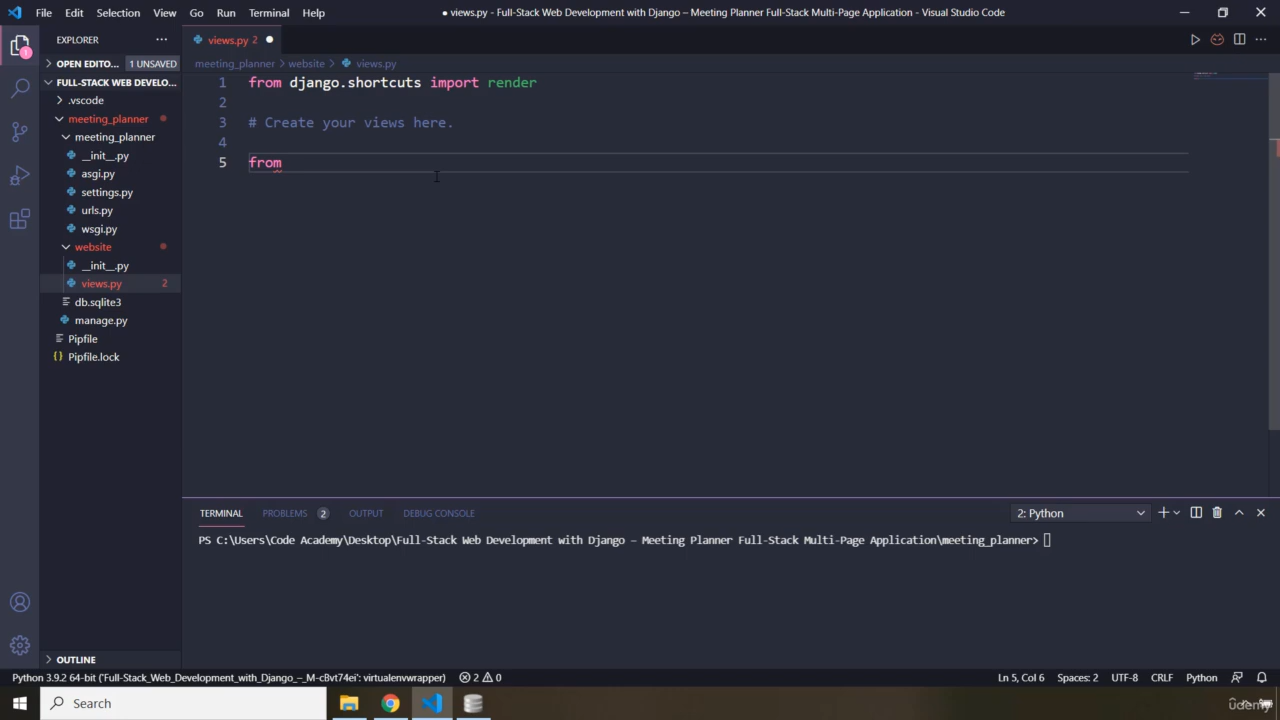 File Edit Selection View Go Run Terminal Help
● views.py - Full-Stack Web Development with Django – Meeting Planner Full-Stack Multi-Page Application - Visual Studio Code
EXPLORER
OPEN EDITO... 1 UNSAVED
FULL-STACK WEB DEVELO...
.vscode
meeting_planner
meeting_planner
__init__.py
asgi.py
settings.py
urls.py
wsgi.py
website
__init__.py
views.py 2
db.sqlite3
manage.py
Pipfile
Pipfile.lock
OUTLINE
views.py 2
meeting_planner > website > views.py
1 from django.shortcuts import render
2
3 # Create your views here.
4
5 from
TERMINAL PROBLEMS 2 OUTPUT DEBUG CONSOLE
2: Python
PS C:\Users\Code Academy\Desktop\Full-Stack Web Development with Django – Meeting Planner Full-Stack Multi-Page Application\meeting_planner>
Python 3.9.2 64-bit ('Full-Stack_Web_Development_with_Django_–_M-c8vt74ei': virtualenvwrapper) 2 0
Ln 5, Col 6 Spaces: 2 UTF-8 CRLF Python
Search
Udemy